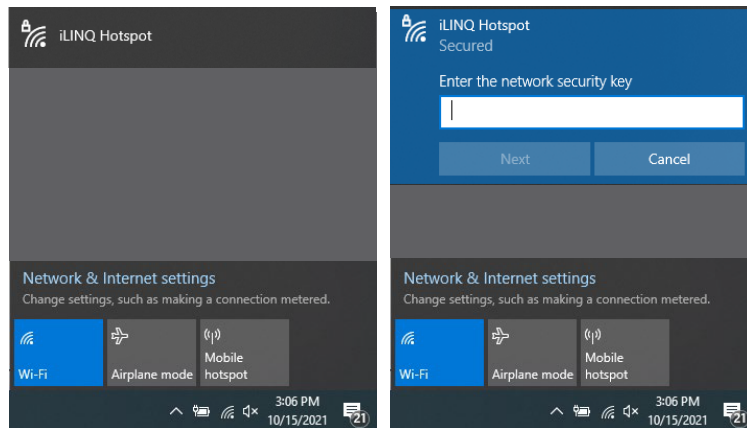 iLINQ Hotspot
Network & Internet settings
Change settings, such as making a connection metered.
Wi-Fi
Airplane mode
Mobile
hotspot
3:06 PM
10/15/2021
21
iLINQ Hotspot
Secured
Enter the network security key
Next
Cancel
Network & Internet settings
Change settings, such as making a connection metered.
Wi-Fi
Airplane mode
Mobile
hotspot
3:06 PM
10/15/2021
21